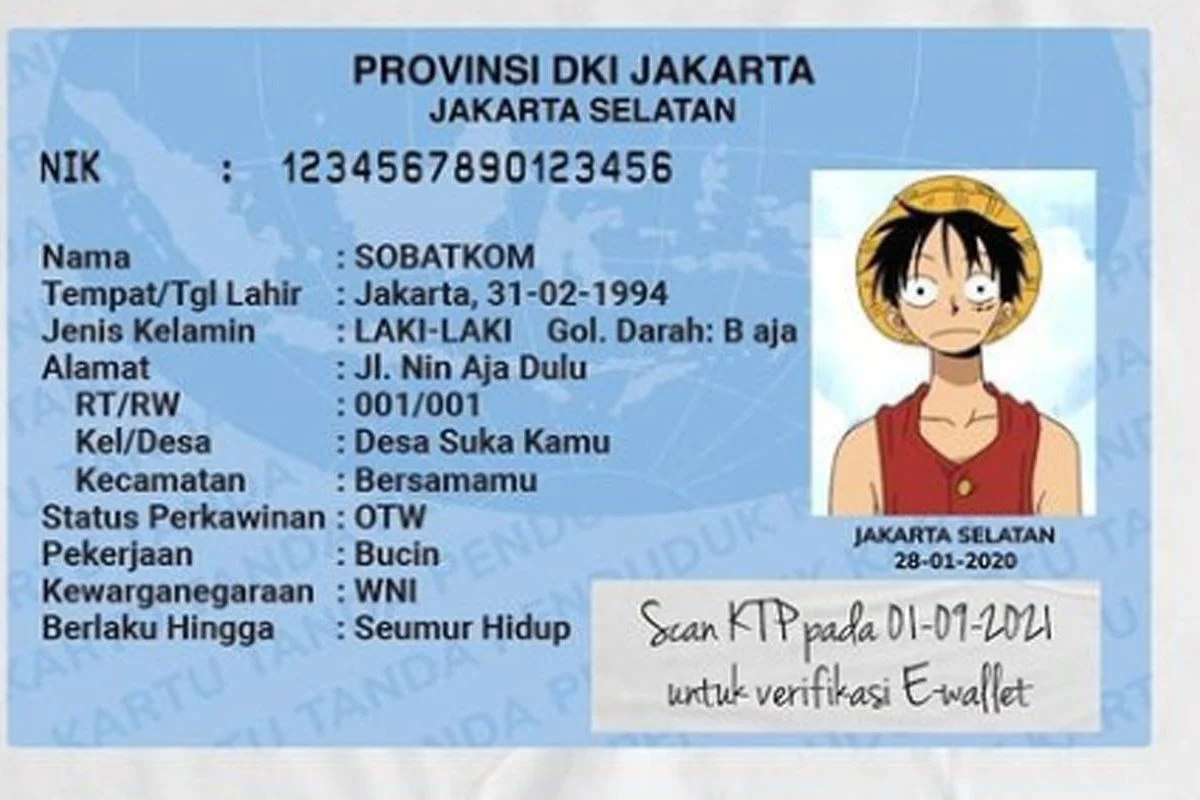 PROVINSI DKI JAKARTA
JAKARTA SELATAN
NIK : 1234567890123456
Nama : SOBATKOM
Tempat/Tgl Lahir : Jakarta, 31-02-1994
Jenis Kelamin : LAKI-LAKI Gol. Darah: B aja
Alamat : Jl. Nin Aja Dulu
RT/RW : 001/001
Kel/Desa : Desa Suka Kamu
Kecamatan : Bersamamu
Status Perkawinan : OTW
Pekerjaan : Bucin
Kewarganegaraan : WNI
Berlaku Hingga : Seumur Hidup
JAKARTA SELATAN
28-01-2020
Scan KTP pada 01-09-2021
untuk verifikasi E-wallet